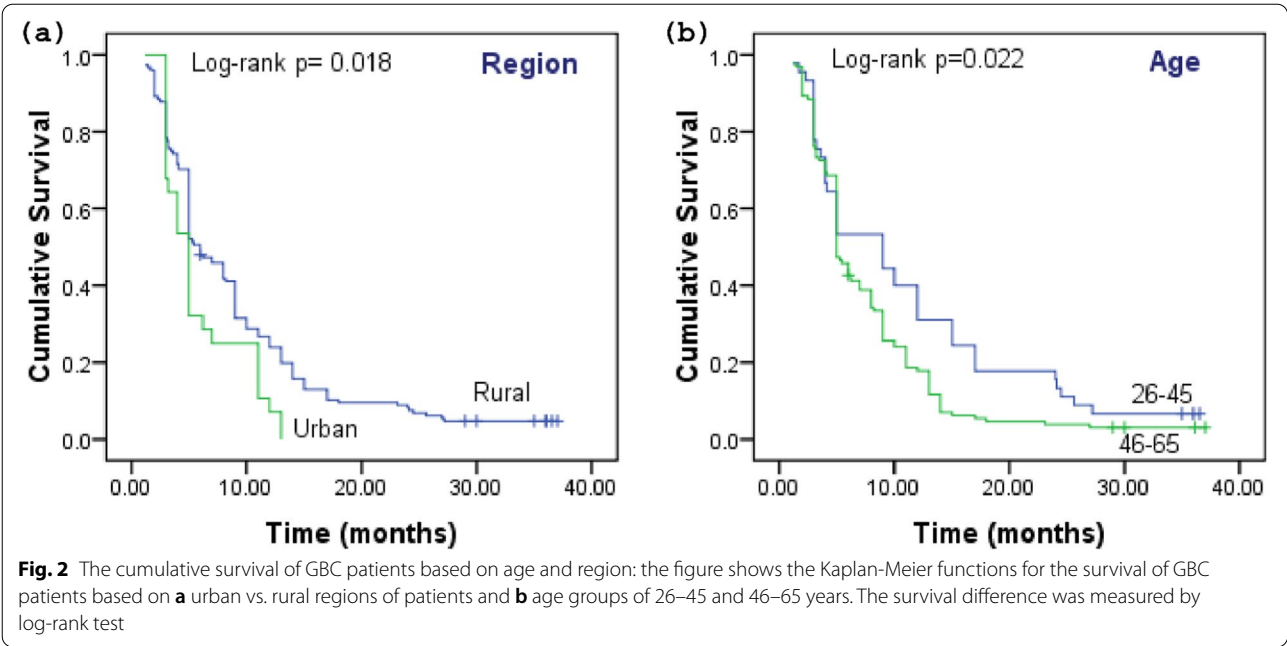 (a)
Log-rank p= 0.018
Region
Cumulative Survival
1.0
0.8
0.6
0.4
0.2
0.0
Rural
Urban
0.00 10.00 20.00 30.00 40.00
Time (months)
(b)
Log-rank p=0.022
Age
Cumulative Survival
1.0
0.8
0.6
0.4
0.2
0.0
26-45
46-65
0.00 10.00 20.00 30.00 40.00
Time (months)
Fig. 2 The cumulative survival of GBC patients based on age and region: the figure shows the Kaplan-Meier functions for the survival of GBC
patients based on a urban vs. rural regions of patients and b age groups of 26–45 and 46–65 years. The survival difference was measured by
log-rank test